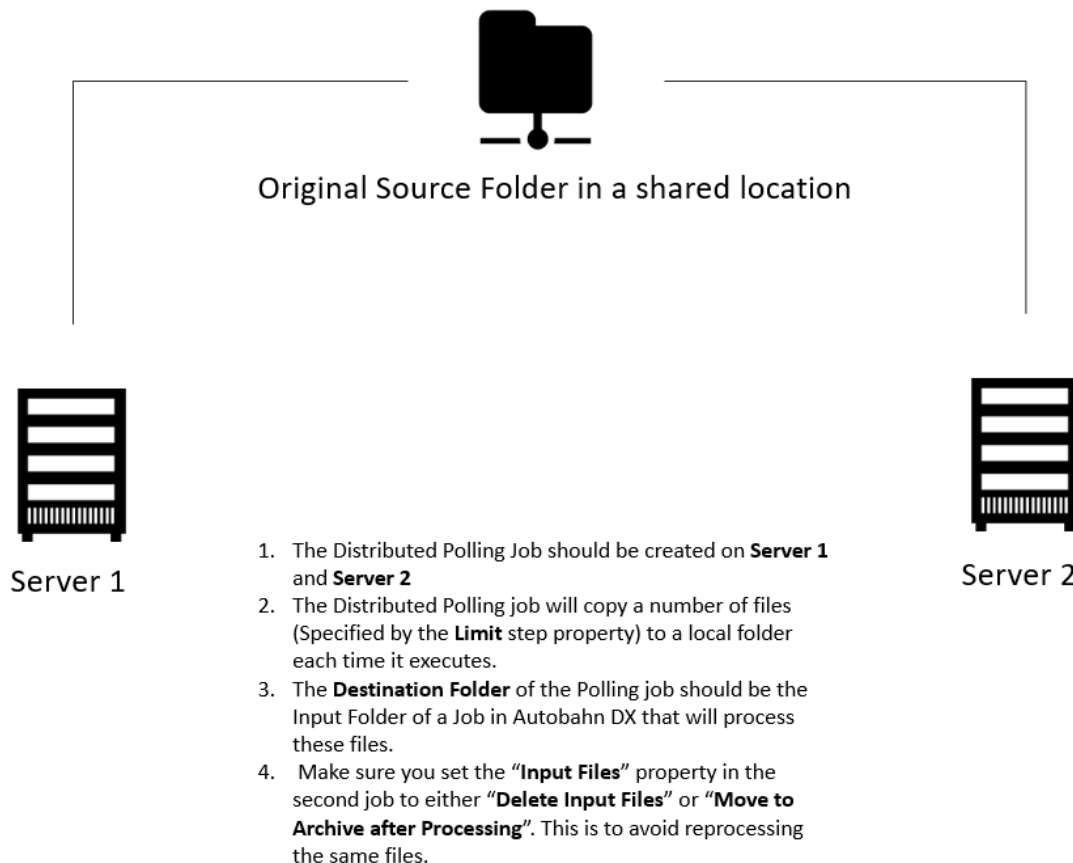 Original Source Folder in a shared location
Server 1
Server 2
1. The Distributed Polling Job should be created on Server 1
and Server 2
2. The Distributed Polling job will copy a number of files
(Specified by the Limit step property) to a local folder
each time it executes.
3. The Destination Folder of the Polling job should be the
Input Folder of a Job in Autobahn DX that will process
these files.
4. Make sure you set the “Input Files” property in the
second job to either “Delete Input Files” or “Move to
Archive after Processing”. This is to avoid reprocessing
the same files.